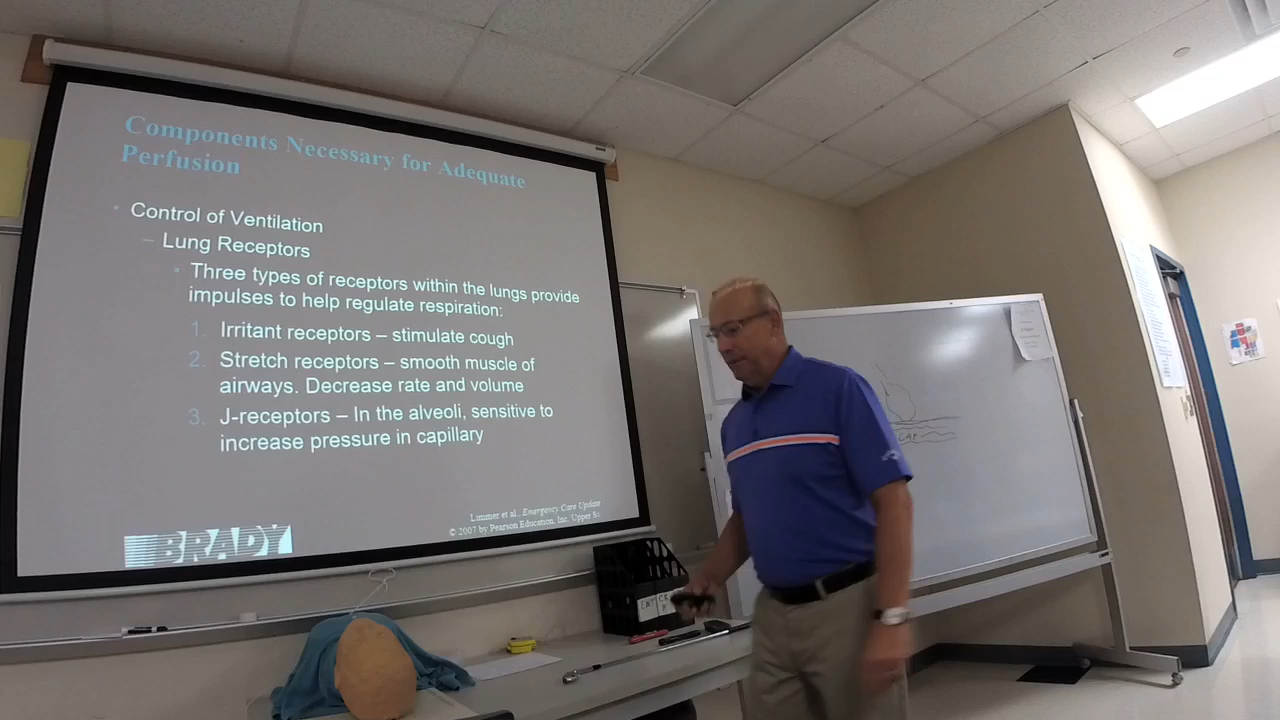 Components Necessary for Adequate
Perfusion
Control of Ventilation
– Lung Receptors
Three types of receptors within the lungs provide
impulses to help regulate respiration:
1. Irritant receptors – stimulate cough
2. Stretch receptors – smooth muscle of
airways. Decrease rate and volume
3. J-receptors – In the alveoli, sensitive to
increase pressure in capillary
Limmer et al., Emergency Care Update
© 2007 by Pearson Education, Inc. Upper
BRADY
CAP
EMT